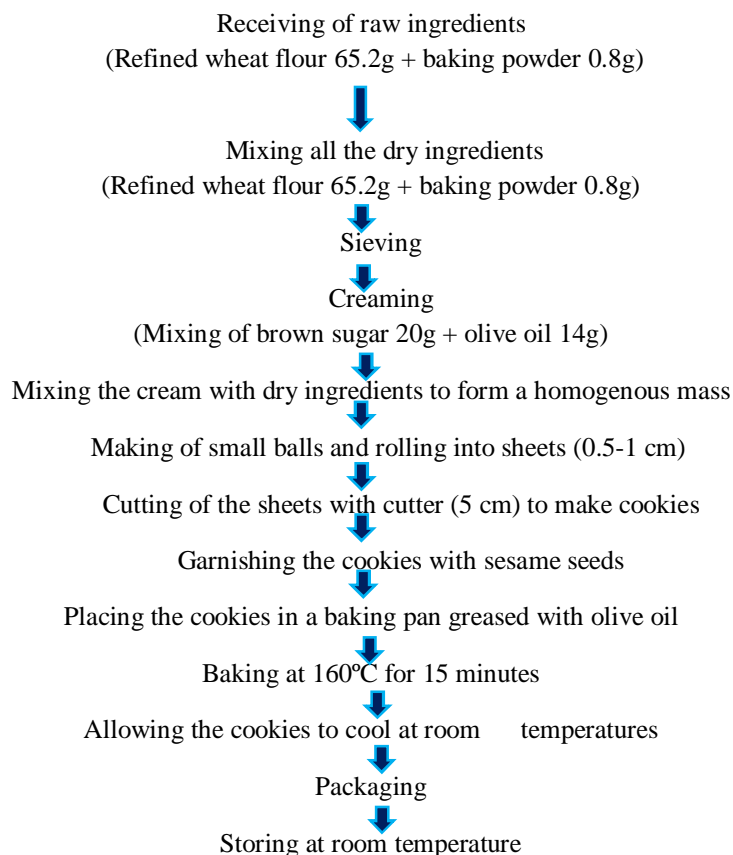 Receiving of raw ingredients
(Refined wheat flour 65.2g + baking powder 0.8g)
Mixing all the dry ingredients
(Refined wheat flour 65.2g + baking powder 0.8g)
Sieving
Creaming
(Mixing of brown sugar 20g + olive oil 14g)
Mixing the cream with dry ingredients to form a homogenous mass
Making of small balls and rolling into sheets (0.5-1 cm)
Cutting of the sheets with cutter (5 cm) to make cookies
Garnishing the cookies with sesame seeds
Placing the cookies in a baking pan greased with olive oil
Baking at 160ºC for 15 minutes
Allowing the cookies to cool at room temperatures
Packaging
Storing at room temperature